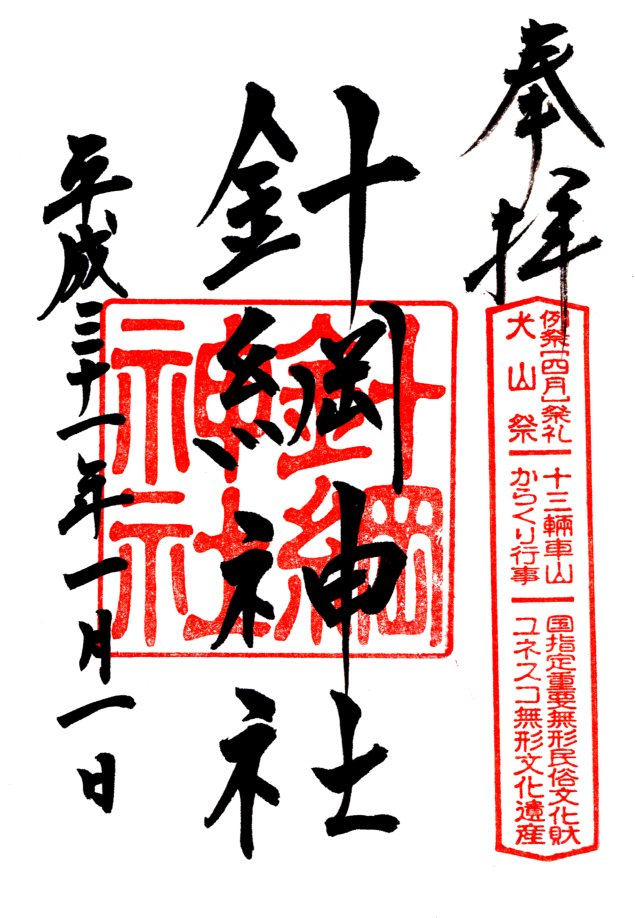 奉拝
例祭【四月】祭礼
犬山祭
十三輛車山
からくり行事
国指定重要無形民俗文化財
ユネスコ無形文化遺産
針綱神社
針綱
神社
平成三十一年一月一日